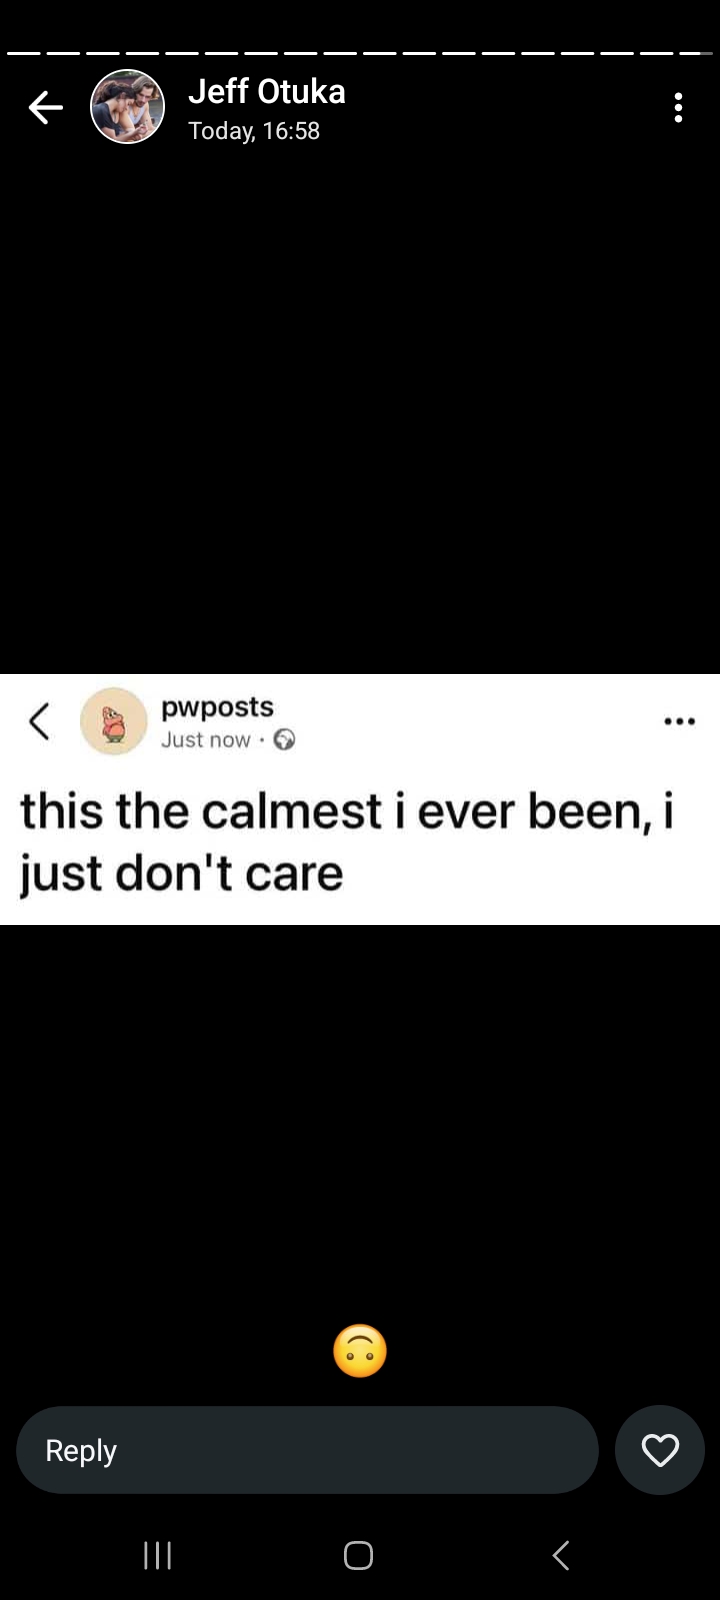 Jeff Otuka
Today, 16:58
pwposts
Just now ·
this the calmest i ever been, i
just don't care
🙃
Reply